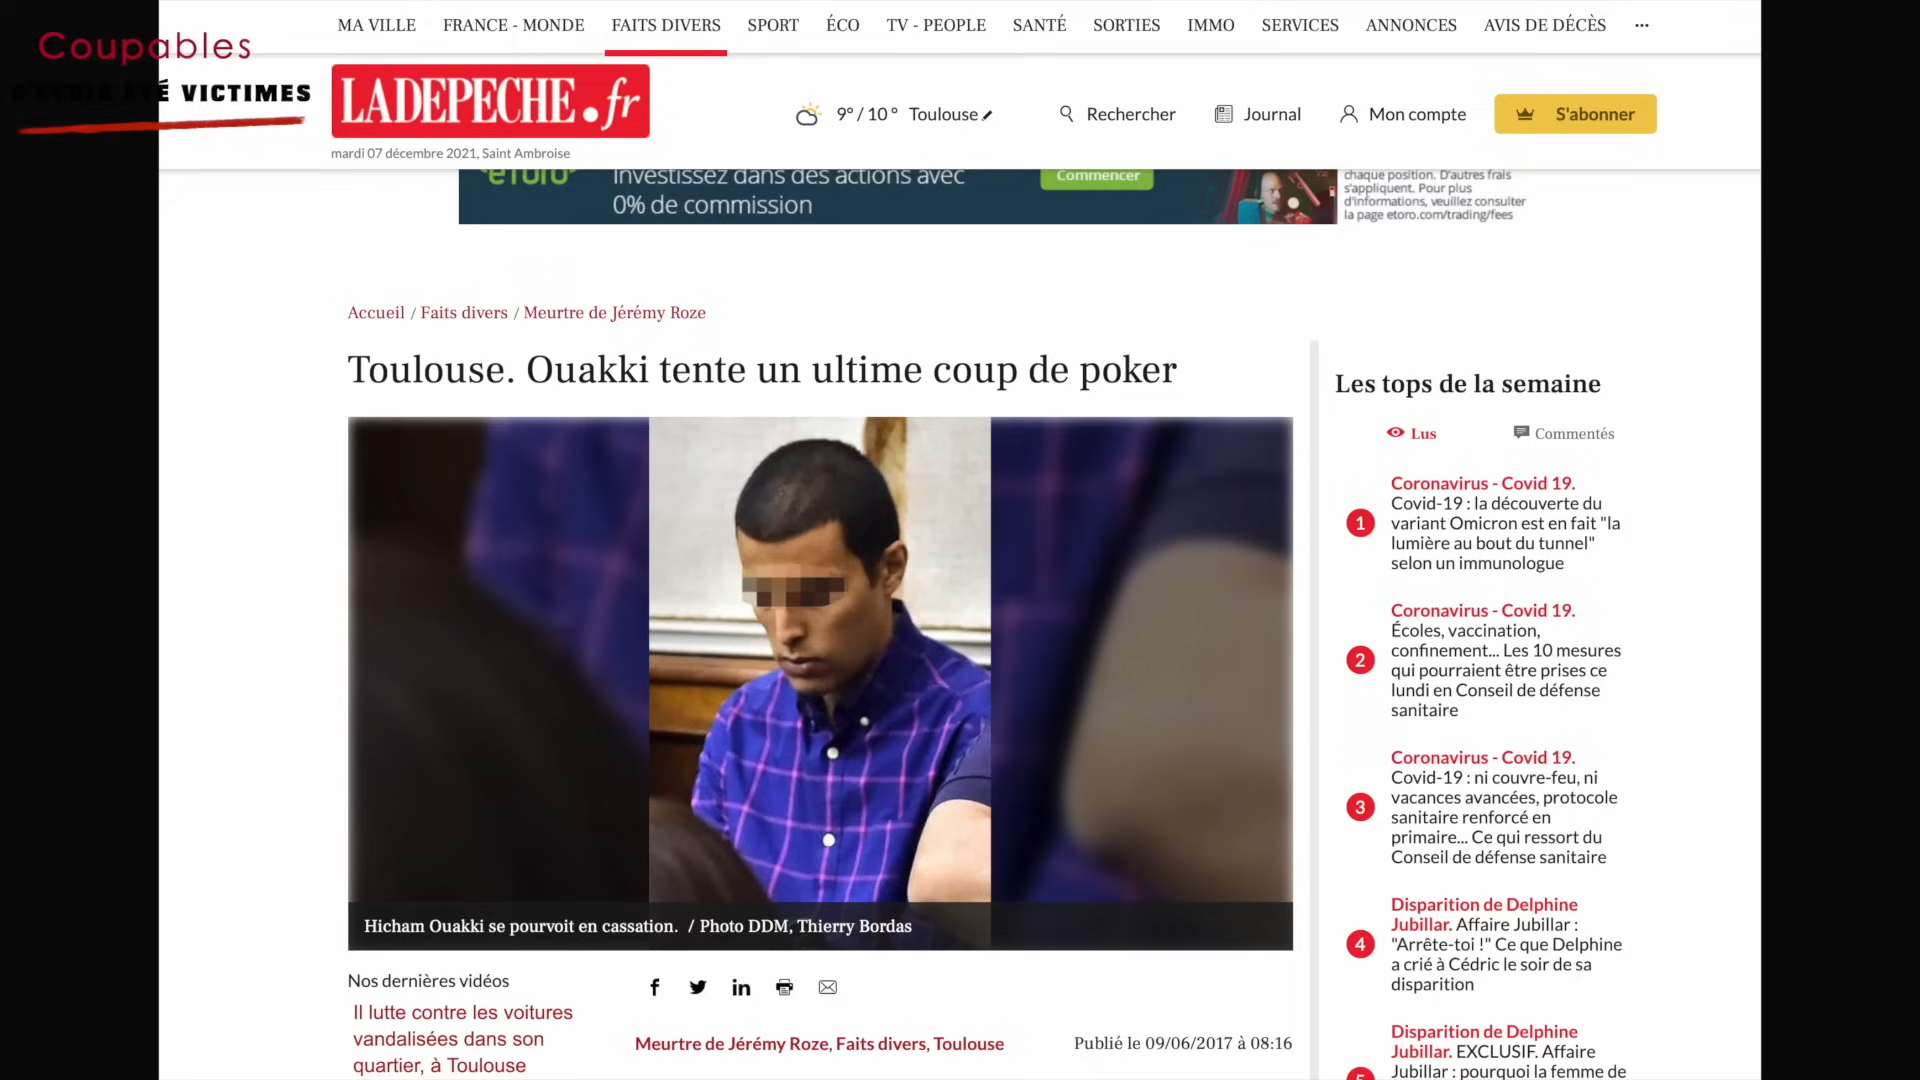 Coupables
ÉTÉ VICTIMES
MA VILLE FRANCE - MONDE FAITS DIVERS SPORT ÉCO TV - PEOPLE SANTÉ SORTIES IMMO SERVICES ANNONCES AVIS DE DÉCÈS ...
LADEPECHE.fr
9° / 10 ° Toulouse
Rechercher
Journal
Mon compte
S'abonner
mardi 07 décembre 2021, Saint Ambroise
eToro
Investissez dans des actions avec
0% de commission
Commencer
chaque position. D'autres frais
s'appliquent. Pour plus
d'informations, veuillez consulter
la page etoro.com/trading/fees
Accueil / Faits divers / Meurtre de Jérémy Roze
Toulouse. Ouakki tente un ultime coup de poker
Hicham Ouakki se pourvoit en cassation. / Photo DDM, Thierry Bordas
Nos dernières vidéos
Il lutte contre les voitures
vandalisées dans son
quartier, à Toulouse
Meurtre de Jérémy Roze, Faits divers, Toulouse
Publié le 09/06/2017 à 08:16
Les tops de la semaine
Lus
Commentés
1
Coronavirus - Covid 19.
Covid-19 : la découverte du
variant Omicron est en fait "la
lumière au bout du tunnel"
selon un immunologue
2
Coronavirus - Covid 19.
Écoles, vaccination,
confinement... Les 10 mesures
qui pourraient être prises ce
lundi en Conseil de défense
sanitaire
3
Coronavirus - Covid 19.
Covid-19 : ni couvre-feu, ni
vacances avancées, protocole
sanitaire renforcé en
primaire... Ce qui ressort du
Conseil de défense sanitaire
4
Disparition de Delphine
Jubillar. Affaire Jubillar :
"Arrête-toi !" Ce que Delphine
a crié à Cédric le soir de sa
disparition
5
Disparition de Delphine
Jubillar. EXCLUSIF. Affaire
Jubillar : pourquoi la femme de